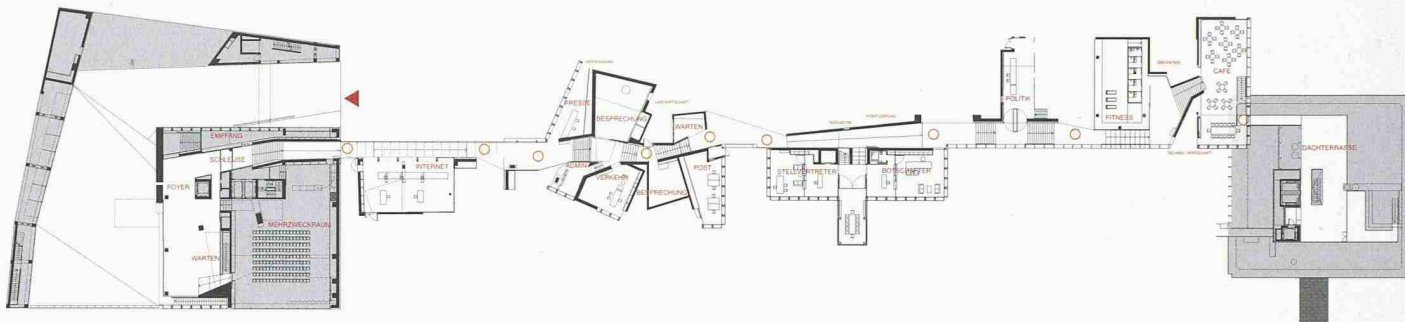 EMPFANG
SCHLEUSE
FOYER
MEHRZWECKRAUM
WARTEN
INTERNET
PRESSE
BESPRECHUNG
ADMIN
VERKEHR
BESPRECHUNG
WARTEN
POST
STELLVERTRETER
BOTSCHAFTER
POLITIK
FITNESS
CAFE
DACHTERRASSE